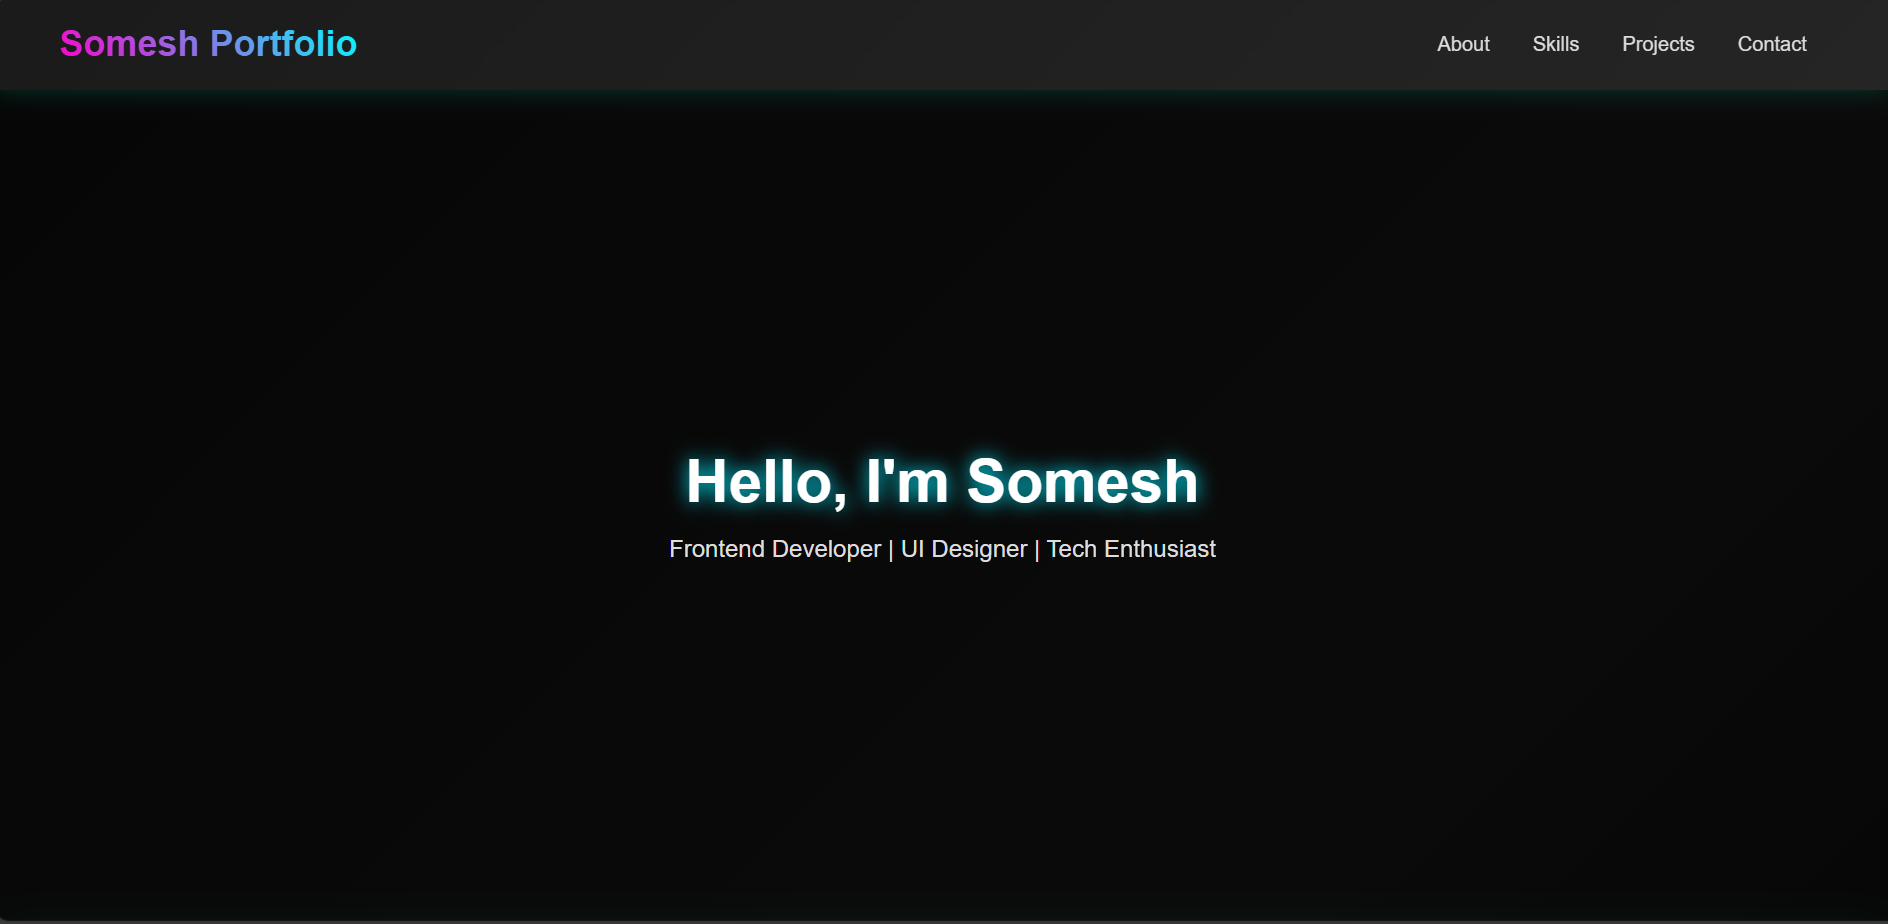 Somesh Portfolio
About Skills Projects Contact
Hello, I'm Somesh
Frontend Developer | UI Designer | Tech Enthusiast